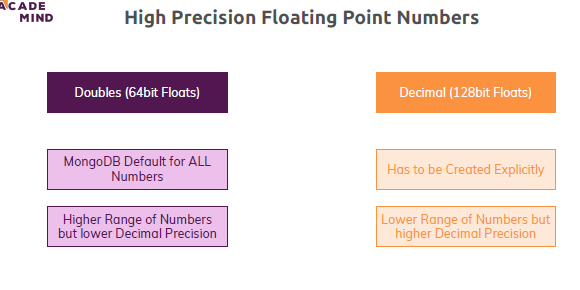 ACADE
MIND
High Precision Floating Point Numbers
Doubles (64bit Floats)
Decimal (128bit Floats)
MongoDB Default for ALL
Numbers
Has to be Created Explicitly
Higher Range of Numbers
but lower Decimal Precision
Lower Range of Numbers but
higher Decimal Precision